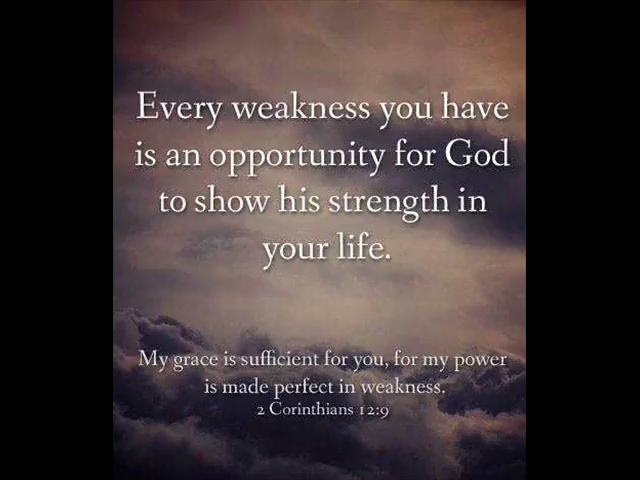 Every weakness you have
is an opportunity for God
to show his strength in
your life.
My grace is sufficient for you, for my power
is made perfect in weakness.
2 Corinthians 12:9